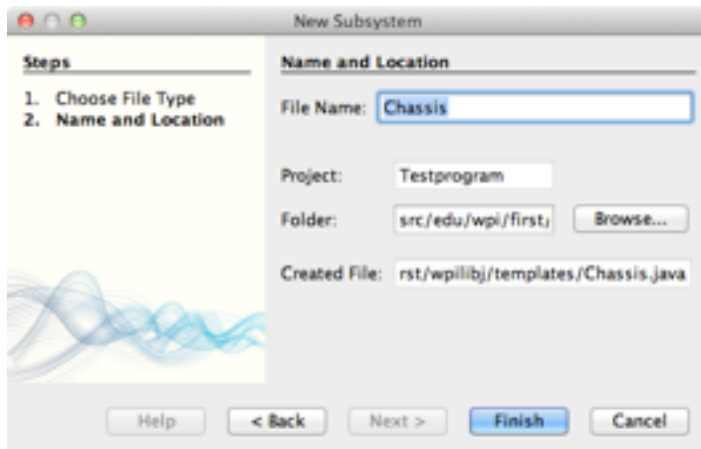 New Subsystem
Steps
1. Choose File Type
2. Name and Location
Name and Location
File Name: Chassis
Project: Testprogram
Folder: src/edu/wpi/first/ Browse...
Created File: rst/wpilibj/templates/Chassis.java
Help < Back Next > Finish Cancel